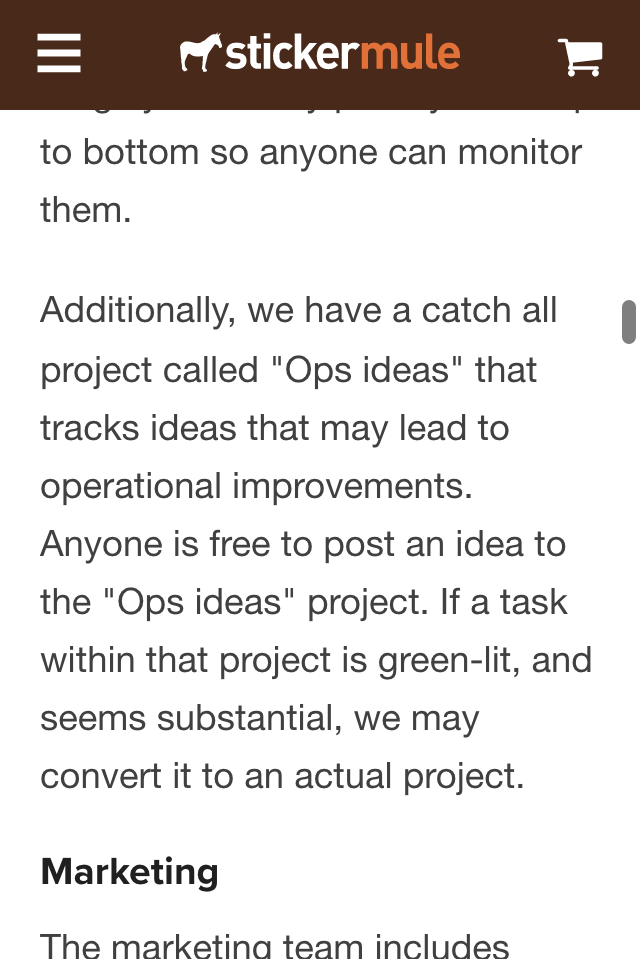 stickermule
to bottom so anyone can monitor
them.
Additionally, we have a catch all
project called "Ops ideas" that
tracks ideas that may lead to
operational improvements.
Anyone is free to post an idea to
the "Ops ideas" project. If a task
within that project is green-lit, and
seems substantial, we may
convert it to an actual project.
Marketing
The marketing team includes